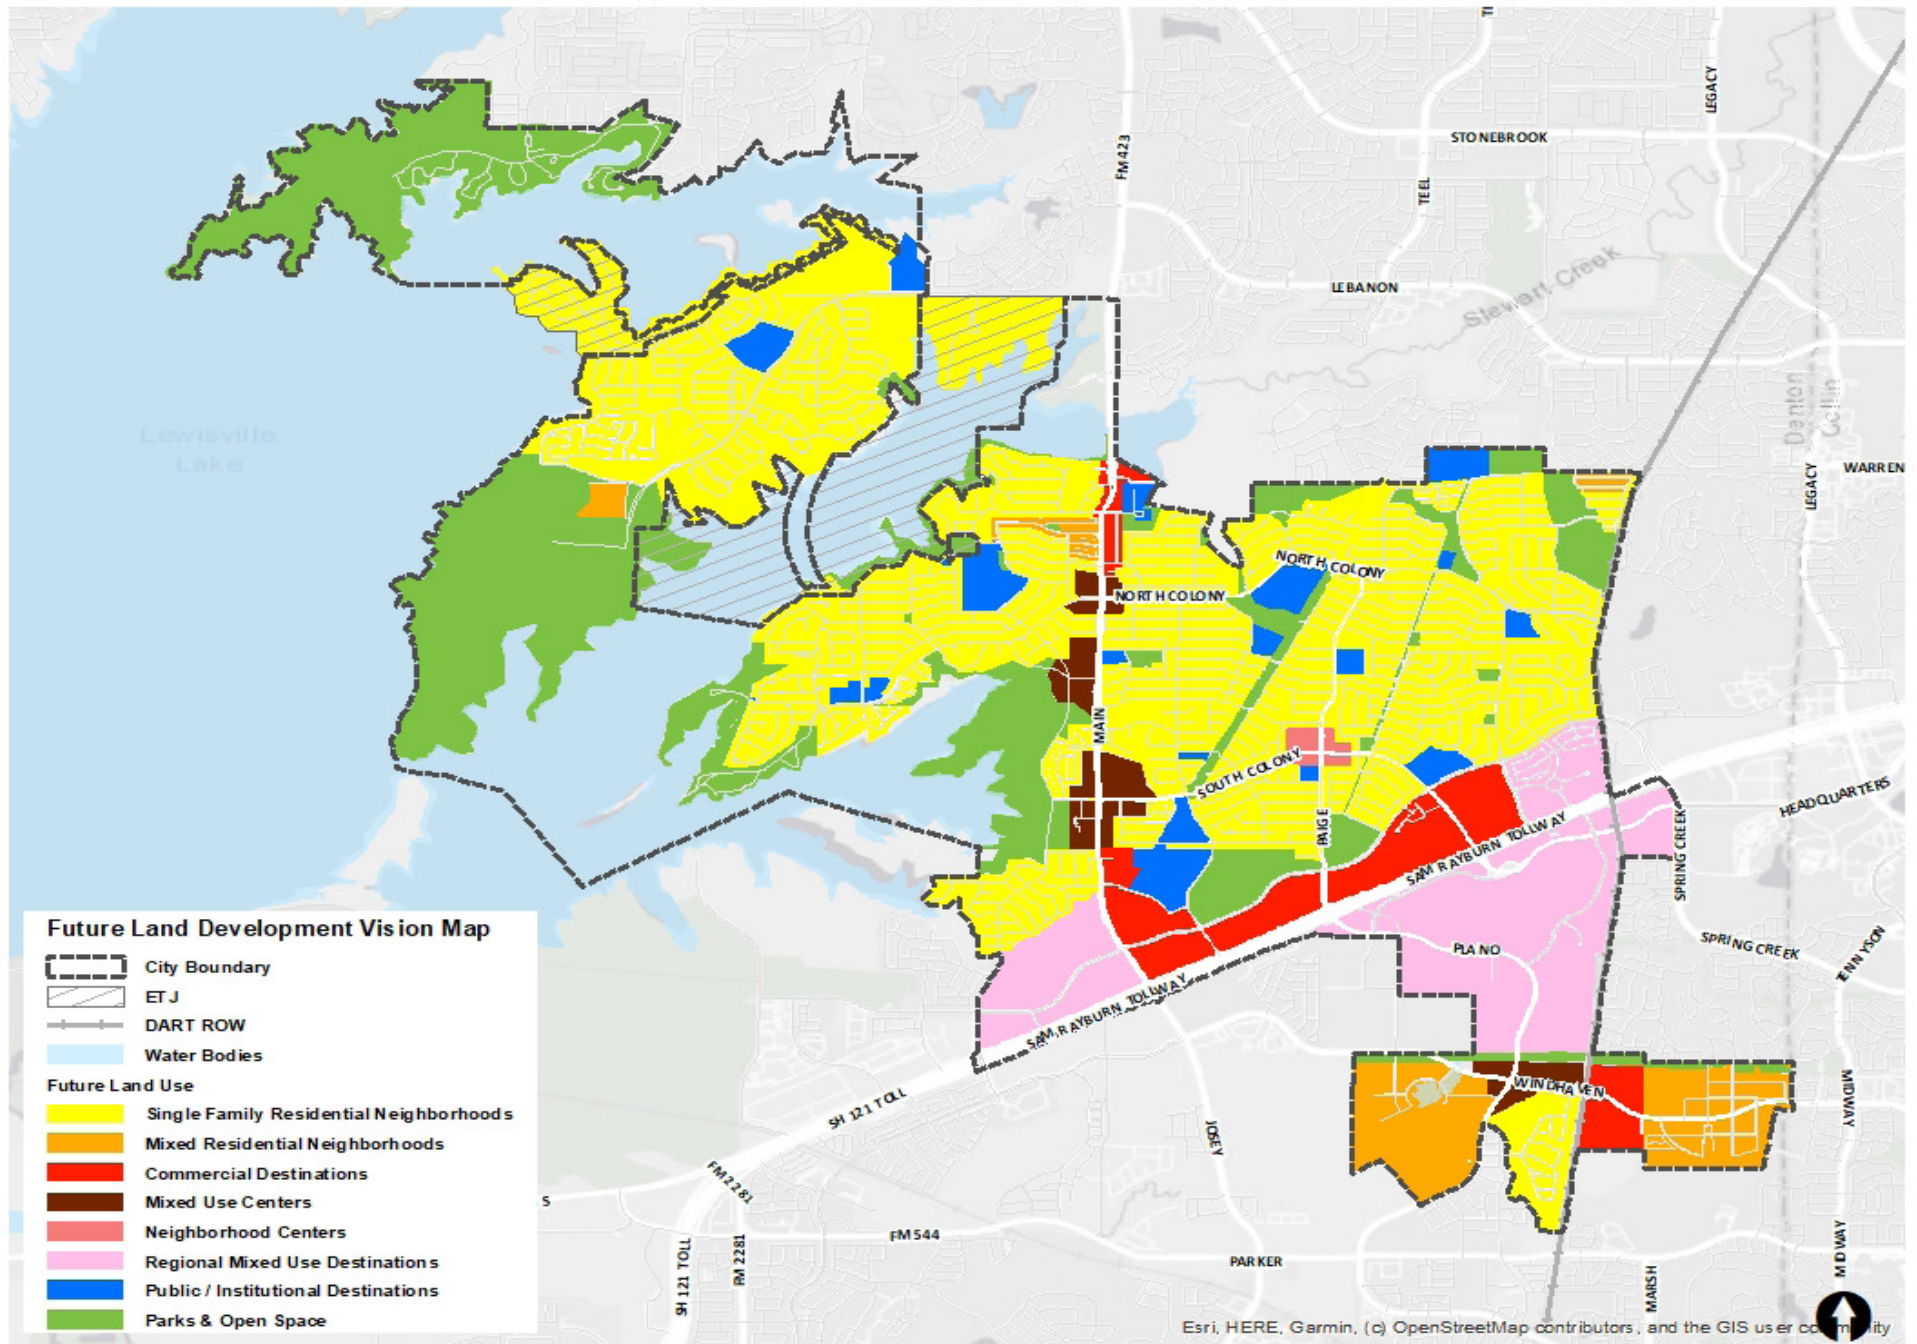 FM 423
STONEBROOK
LEGACY
TEEL
LEBANON
Stewart Creek
Denton
Collin
Lewisville
Lake
LEGACY
WARREN
NORTH COLONY
NORTH COLONY
MAIN
SOUTH COLONY
PAIGE
SAM RAYBURN TOLLWAY
HEADQUARTERS
SPRING CREEK
SPRING CREEK
TENNYSON
PLANO
SAM RAYBURN TOLLWAY
WINDHAVEN
MIDWAY
SH 121 TOLL
JOSEY
FM 2281
S
FM 544
PARKER
SH 121 TOLL
FM 2281
MARSH
MIDWAY
Future Land Development Vision Map
City Boundary
ETJ
DART ROW
Water Bodies
Future Land Use
Single Family Residential Neighborhoods
Mixed Residential Neighborhoods
Commercial Destinations
Mixed Use Centers
Neighborhood Centers
Regional Mixed Use Destinations
Public / Institutional Destinations
Parks & Open Space
Esri, HERE, Garmin, (c) OpenStreetMap contributors, and the GIS user